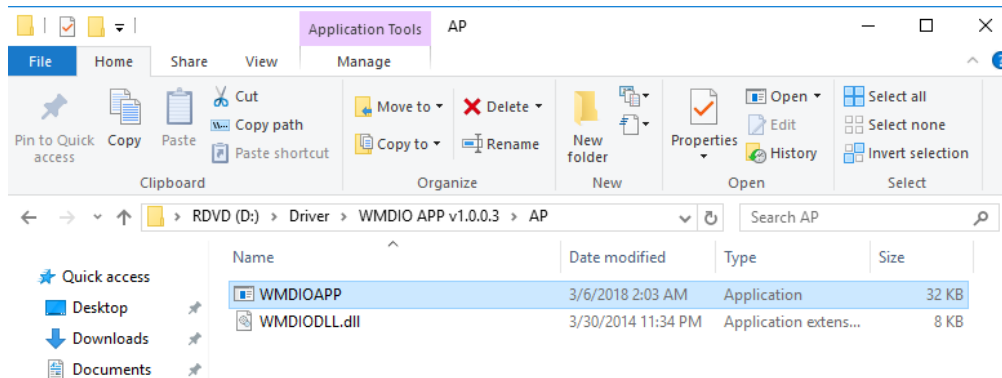 Application Tools AP
File Home Share View Manage
Pin to Quick access
Copy
Paste
Cut
Copy path
Paste shortcut
Clipboard
Move to
Copy to
Delete
Rename
Organize
New folder
New
Properties
Open
Edit
History
Open
Select all
Select none
Invert selection
Select
RDVD (D:) > Driver > WMDIO APP v1.0.0.3 > AP
Search AP
Name Date modified Type Size
Quick access
Desktop
Downloads
Documents
WMDIOAPP 3/6/2018 2:03 AM Application 32 KB
WMDIODLL.dll 3/30/2014 11:34 PM Application extens... 8 KB